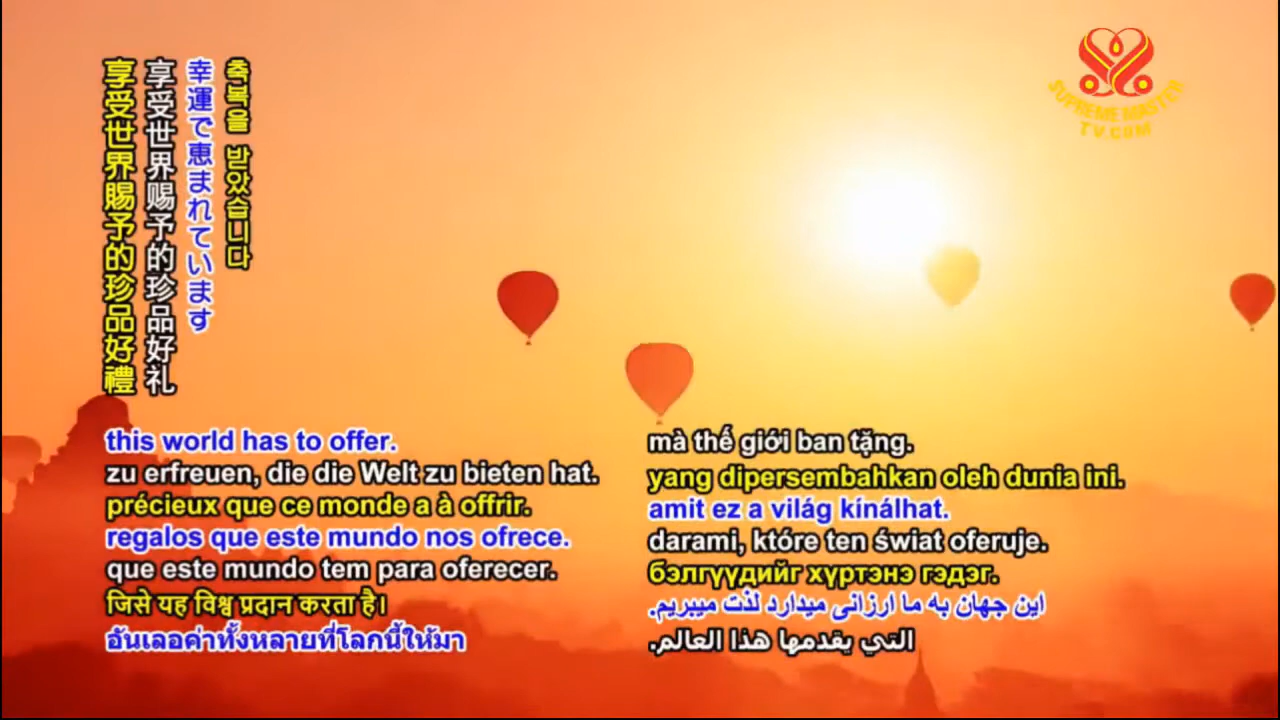 享受世界賜予的珍品好禮
享受世界赐予的珍品好礼
幸運で恵まれています
축복을 받았습니다
SUPREME MASTER
TV.COM
this world has to offer.
zu erfreuen, die die Welt zu bieten hat.
précieux que ce monde a à offrir.
regalos que este mundo nos ofrece.
que este mundo tem para oferecer.
जिसे यह विश्व प्रदान करता है।
อันเลอค่าทั้งหลายที่โลกนี้ให้มา
mà thế giới ban tặng.
yang dipersembahkan oleh dunia ini.
amit ez a világ kínálhat.
darami, które ten świat oferuje.
бэлгүүдийг хүртэнэ гэдэг.
این جهان به ما ارزانی میدارد لذت میبریم.
التي يقدمها هذا العالم.